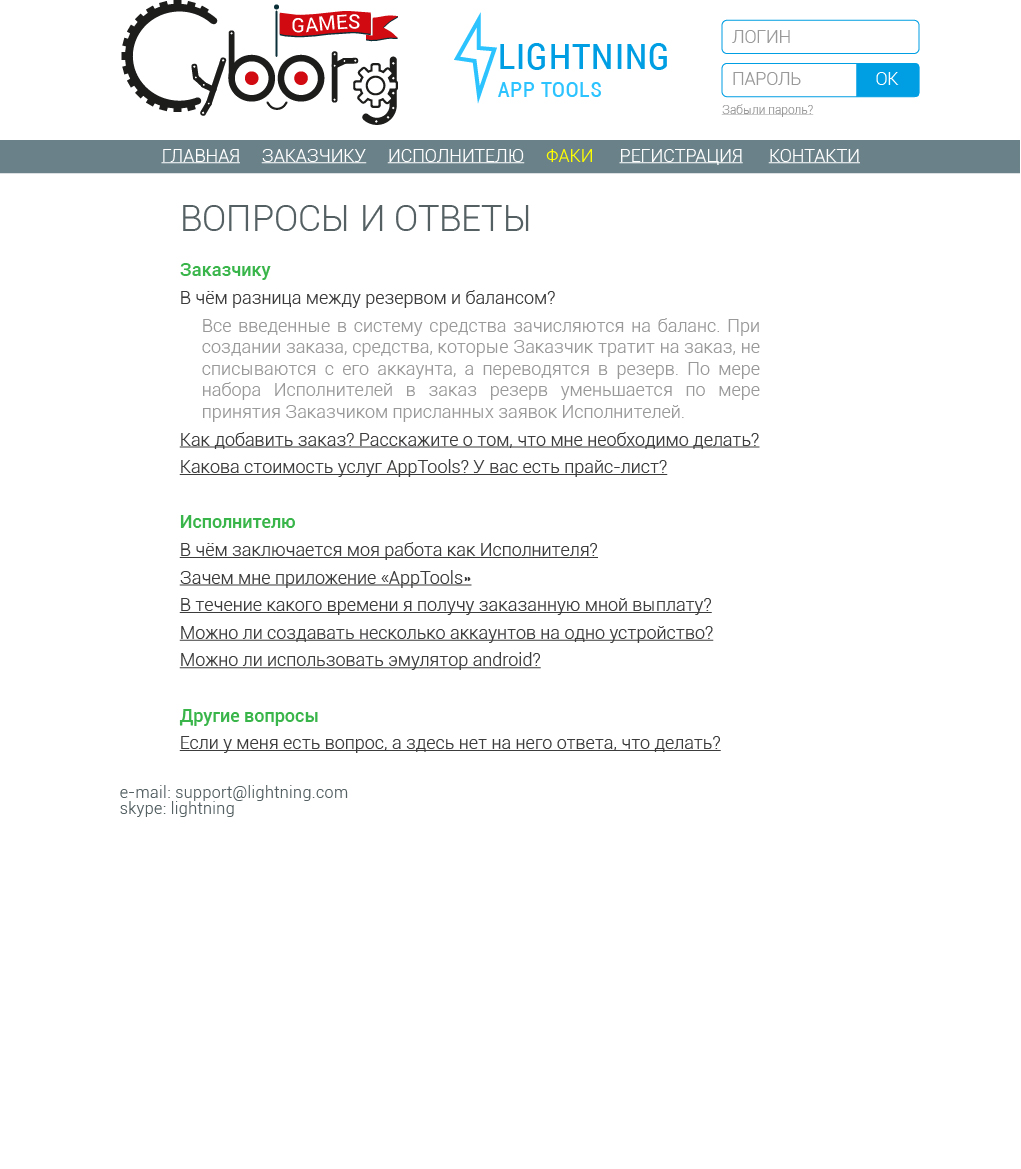 GAMES
Cyborg
LIGHTNING
APP TOOLS
ЛОГИН
ПАРОЛЬ
ОК
Забыли пароль?
ГЛАВНАЯ ЗАКАЗЧИКУ ИСПОЛНИТЕЛЮ ФАКИ РЕГИСТРАЦИЯ КОНТАКТИ
ВОПРОСЫ И ОТВЕТЫ
Заказчику
В чём разница между резервом и балансом?
Все введенные в систему средства зачисляются на баланс. При
создании заказа, средства, которые Заказчик тратит на заказ, не
списываются с его аккаунта, а переводятся в резерв. По мере
набора Исполнителей в заказ резерв уменьшается по мере
принятия Заказчиком присланных заявок Исполнителей.
Как добавить заказ? Расскажите о том, что мне необходимо делать?
Какова стоимость услуг AppTools? У вас есть прайс-лист?
Исполнителю
В чём заключается моя работа как Исполнителя?
Зачем мне приложение «AppTools»
В течение какого времени я получу заказанную мной выплату?
Можно ли создавать несколько аккаунтов на одно устройство?
Можно ли использовать эмулятор android?
Другие вопросы
Если у меня есть вопрос, а здесь нет на него ответа, что делать?
e-mail: support@lightning.com
skype: lightning